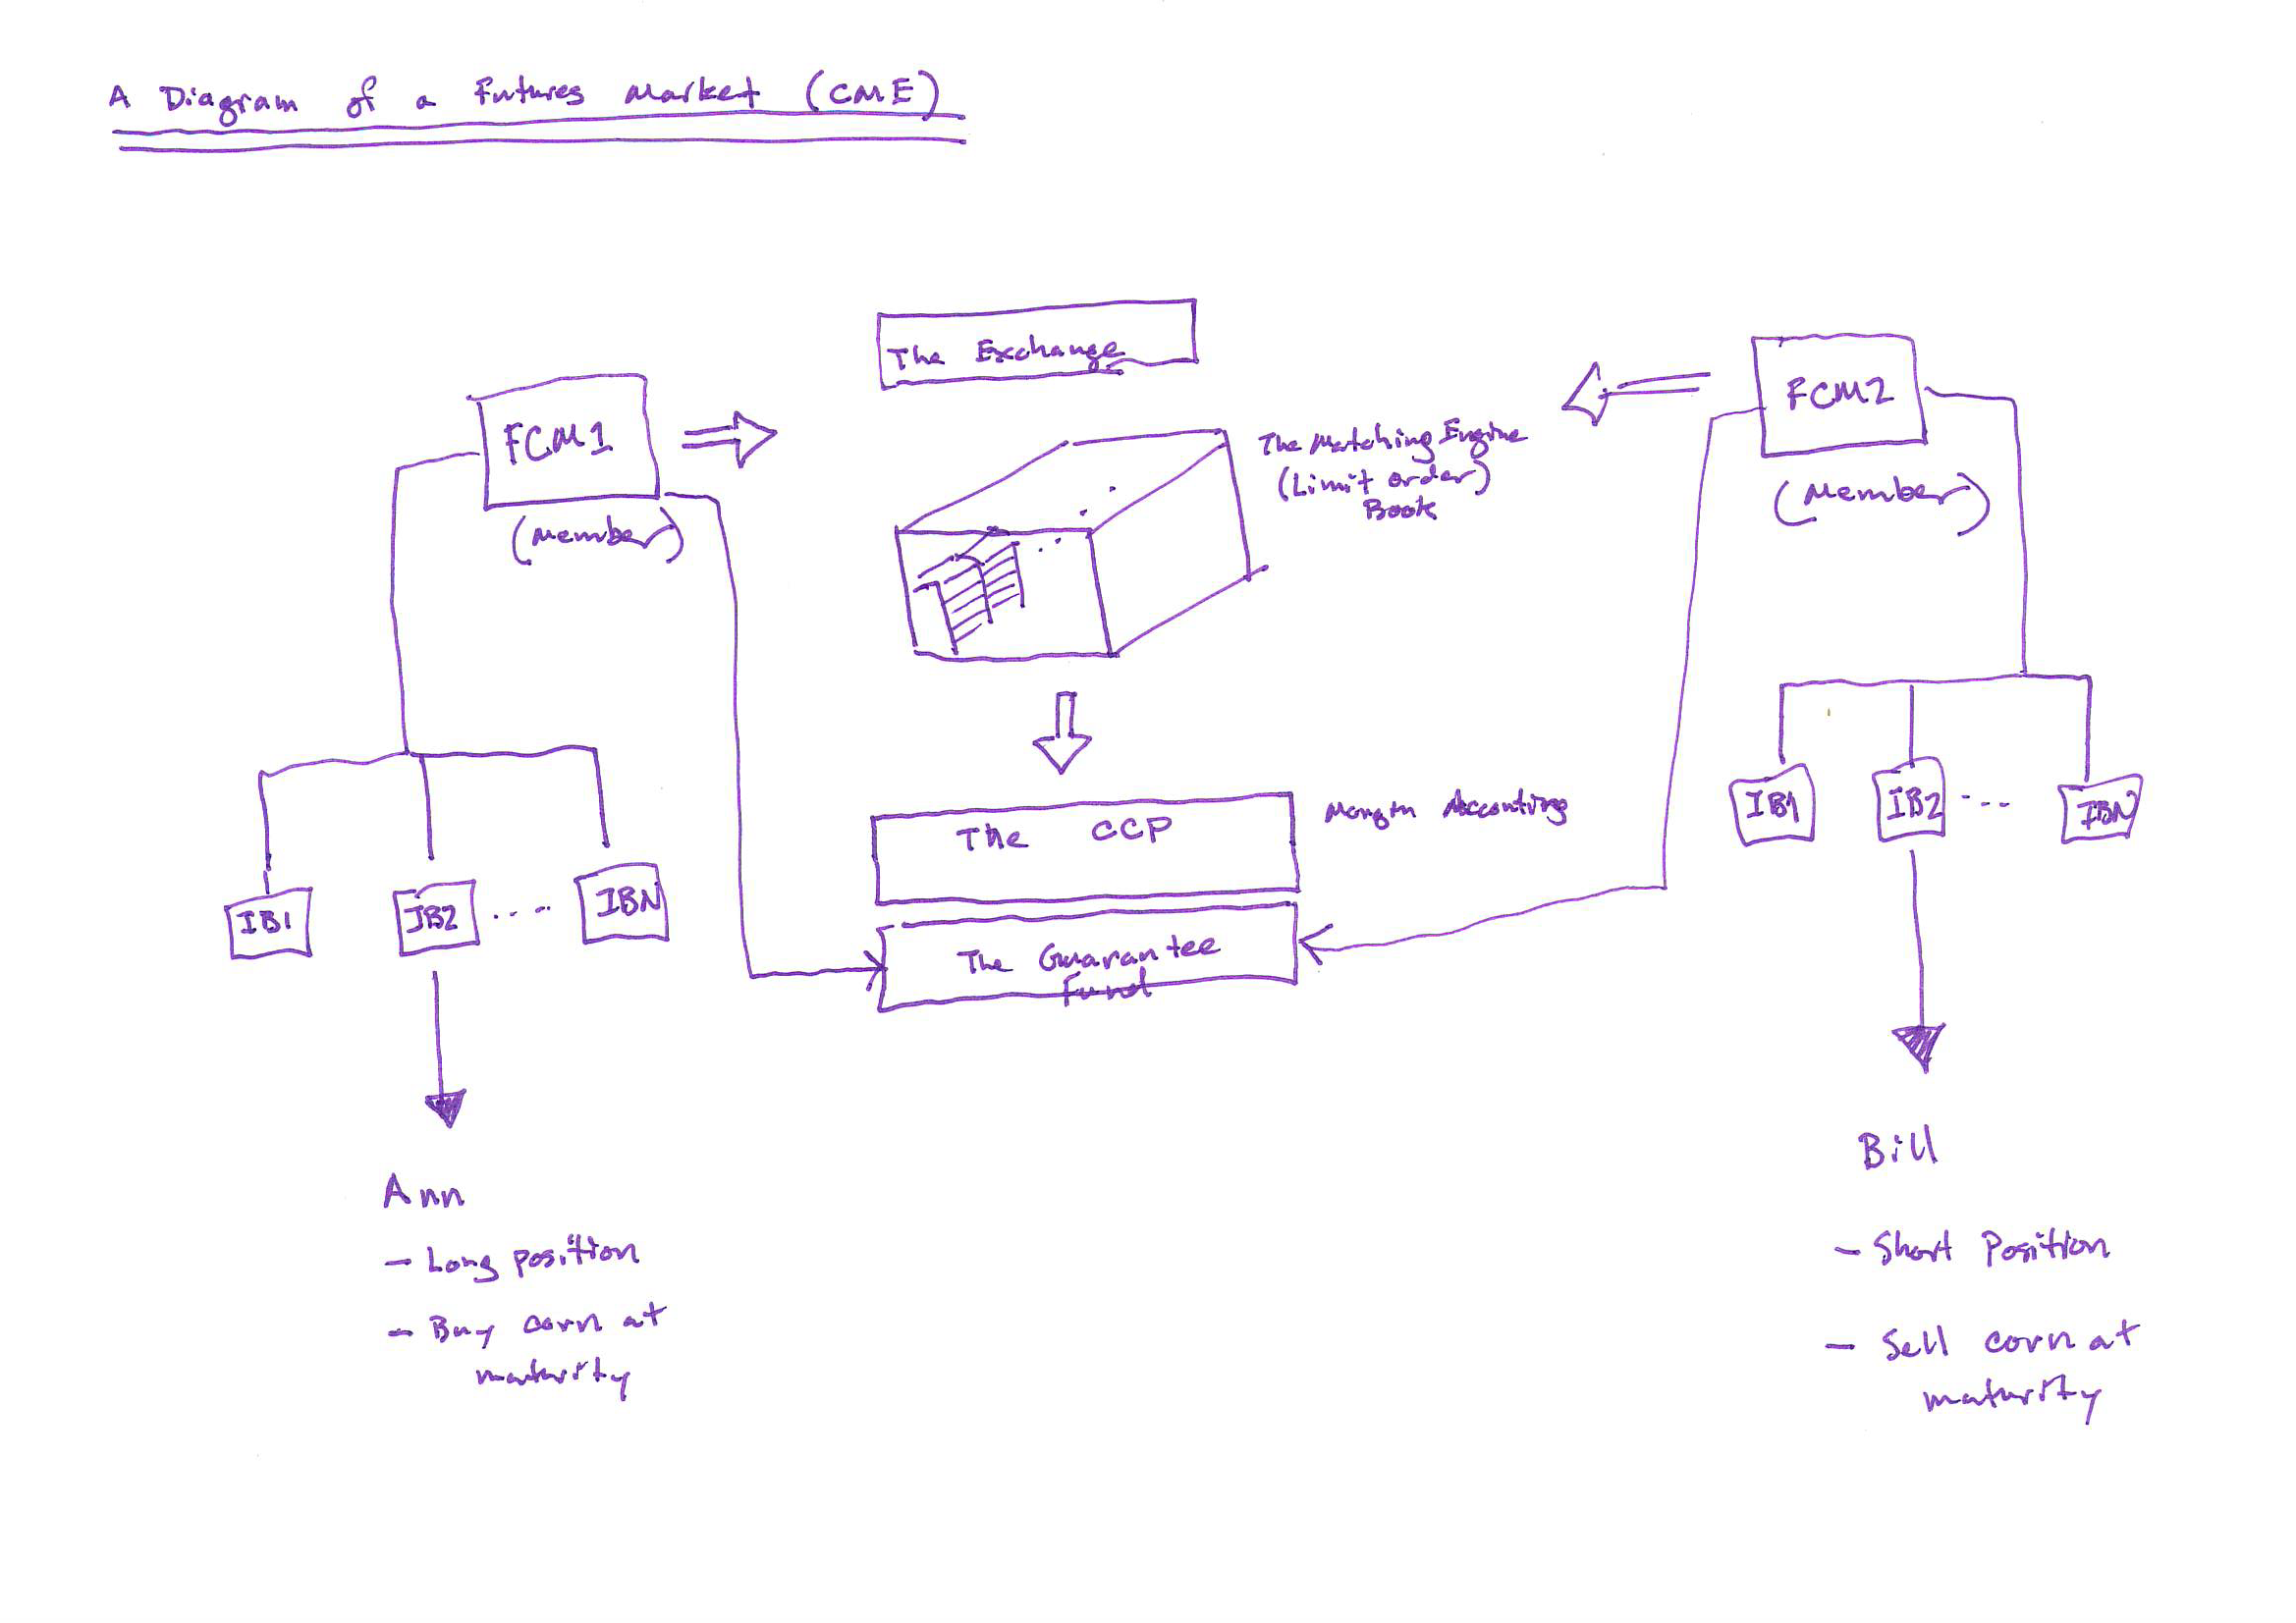 A Diagram of a Futures Market (CME)
The Exchange
FCM1
(Member)
FCM2
(Member)
The Matching Engine
(Limit order)
Book
The CCP
Margin Accounting
The Guarantee
Fund
IB1
IB2
...
IBN
IB1
IB2
...
IBN
Ann
- Long position
- Buy corn at
maturity
Bill
- Short Position
- Sell corn at
maturity